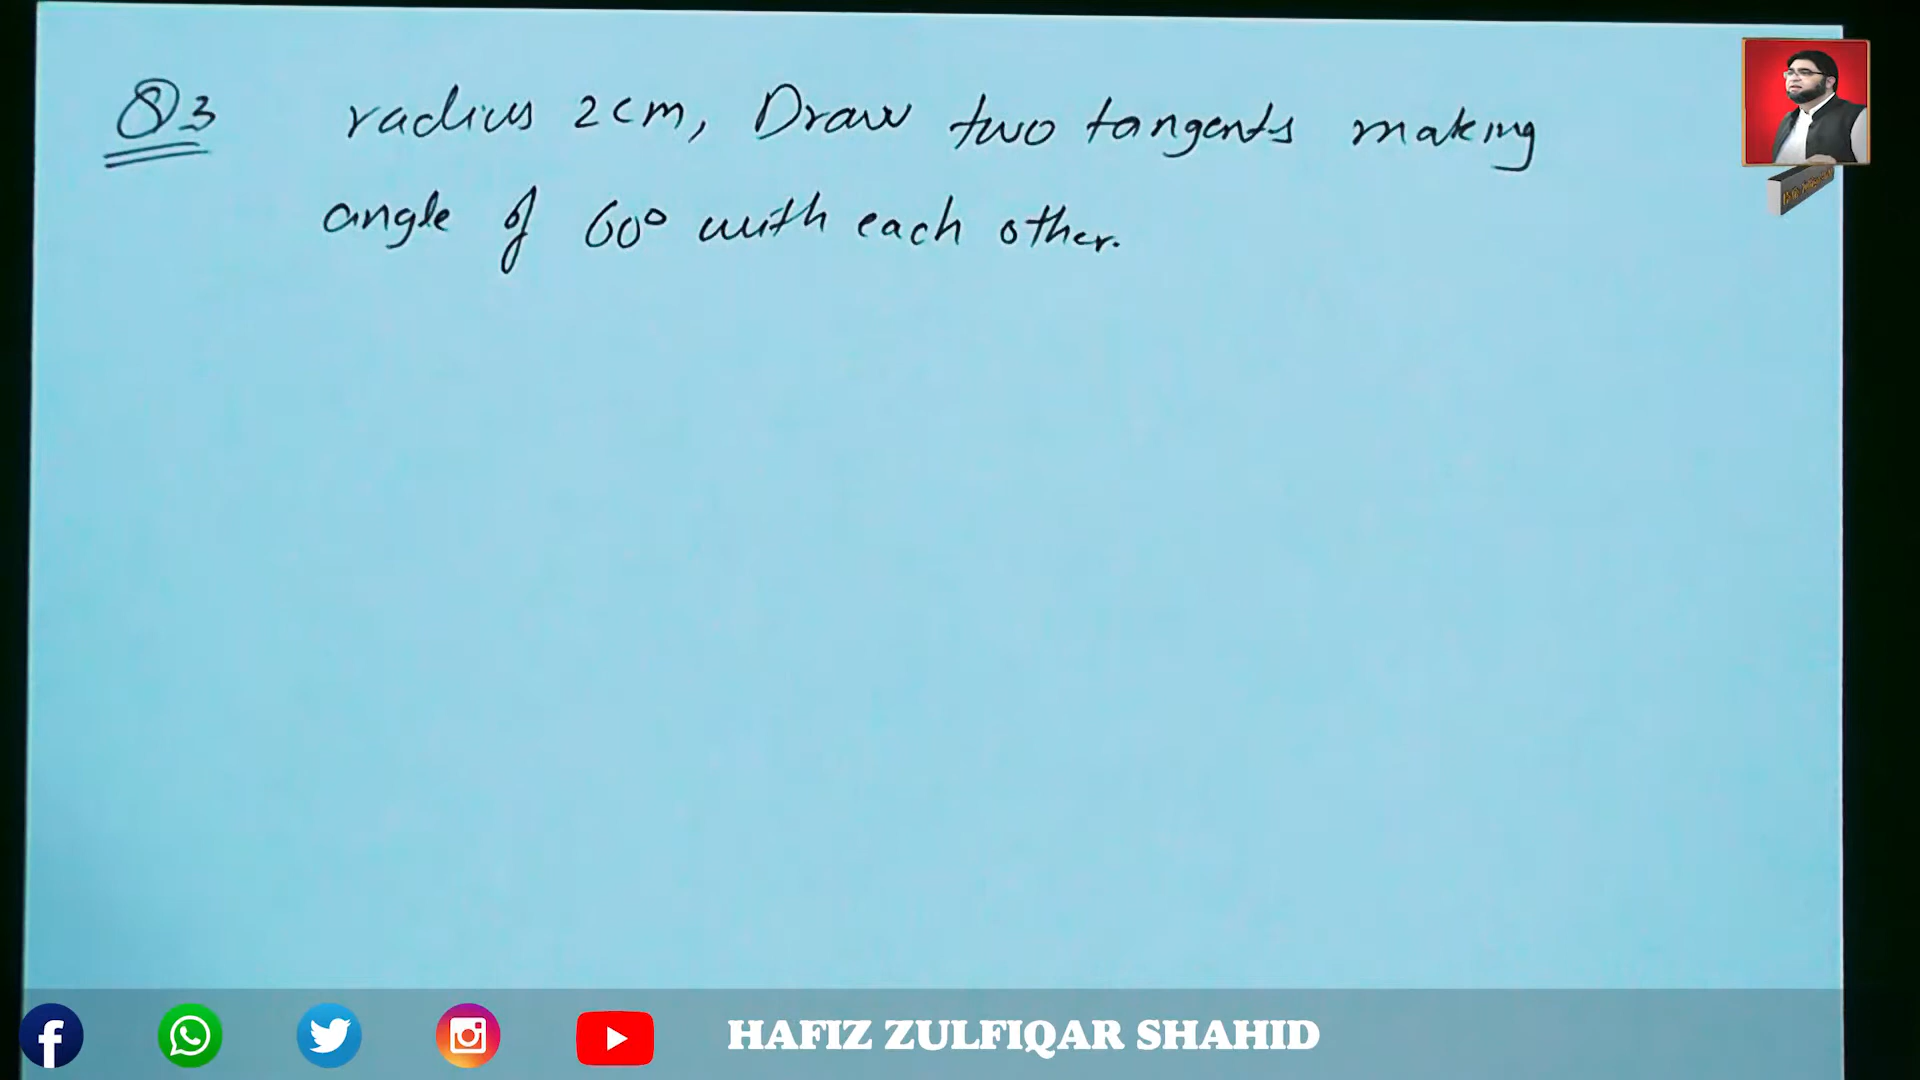 Q3 radius 2cm, Draw two tangents making
angle of 60° with each other.
HAFIZ ZULFIQAR SHAHID